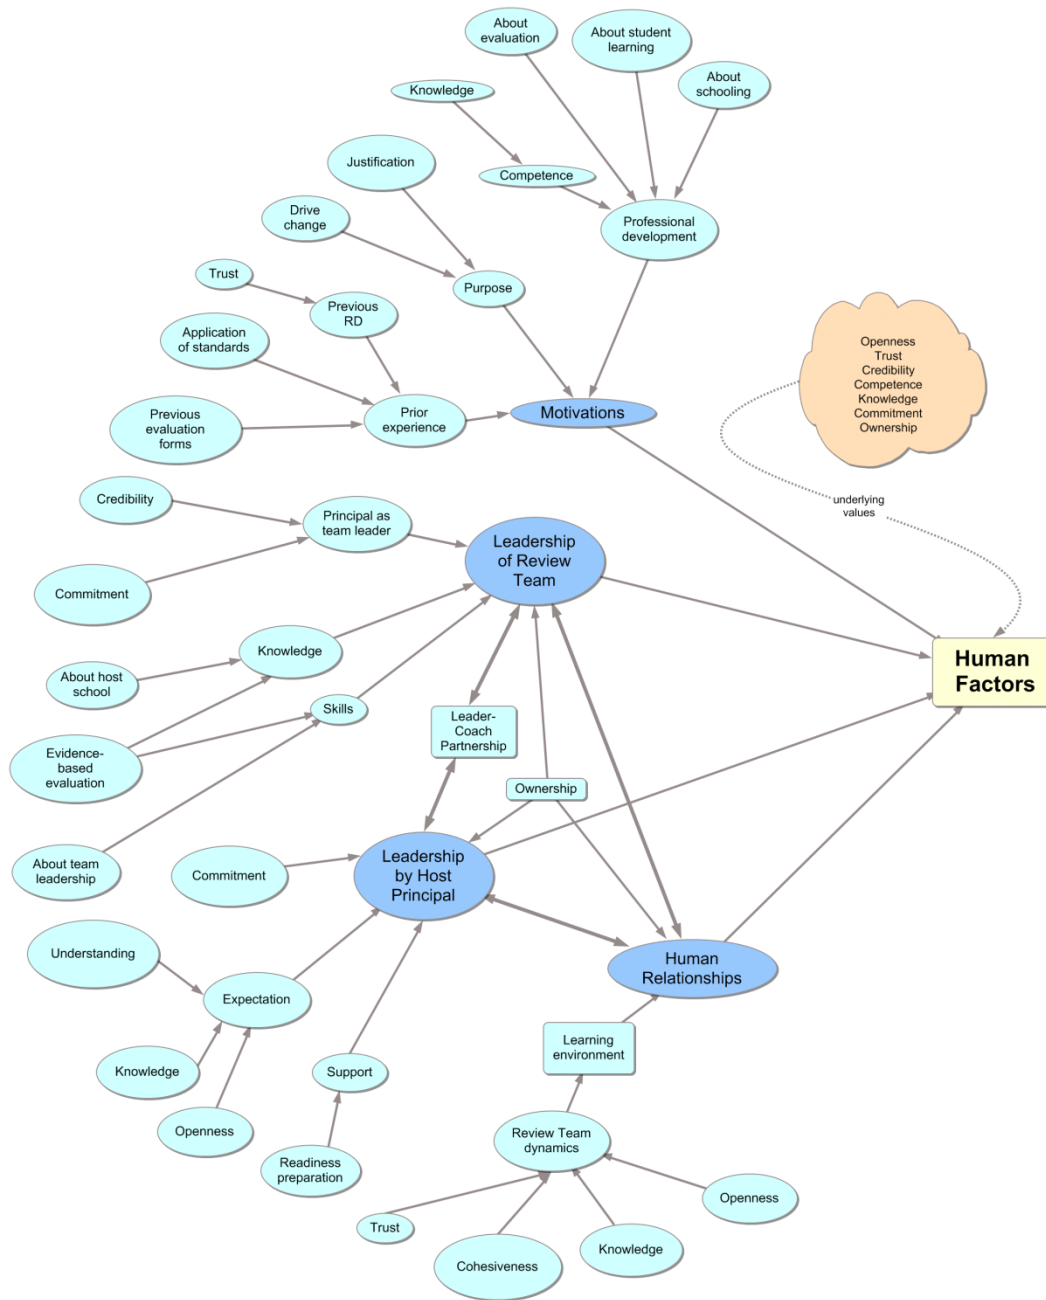 About
evaluation
About student
learning
About
schooling
Knowledge
Justification
Competence
Drive
change
Professional
development
Trust
Purpose
Previous
RD
Application
of standards
Openness
Trust
Credibility
Competence
Knowledge
Commitment
Ownership
Previous
evaluation
forms
Prior
experience
Motivations
Credibility
Principal as
team leader
underlying
values
Leadership
of Review
Team
Commitment
Knowledge
About host
school
Human
Factors
Skills
Leader-
Coach
Partnership
Evidence-
based
evaluation
Ownership
About team
leadership
Commitment
Leadership
by Host
Principal
Understanding
Human
Relationships
Expectation
Learning
environment
Knowledge
Support
Openness
Review Team
dynamics
Readiness
preparation
Openness
Trust
Knowledge
Cohesiveness